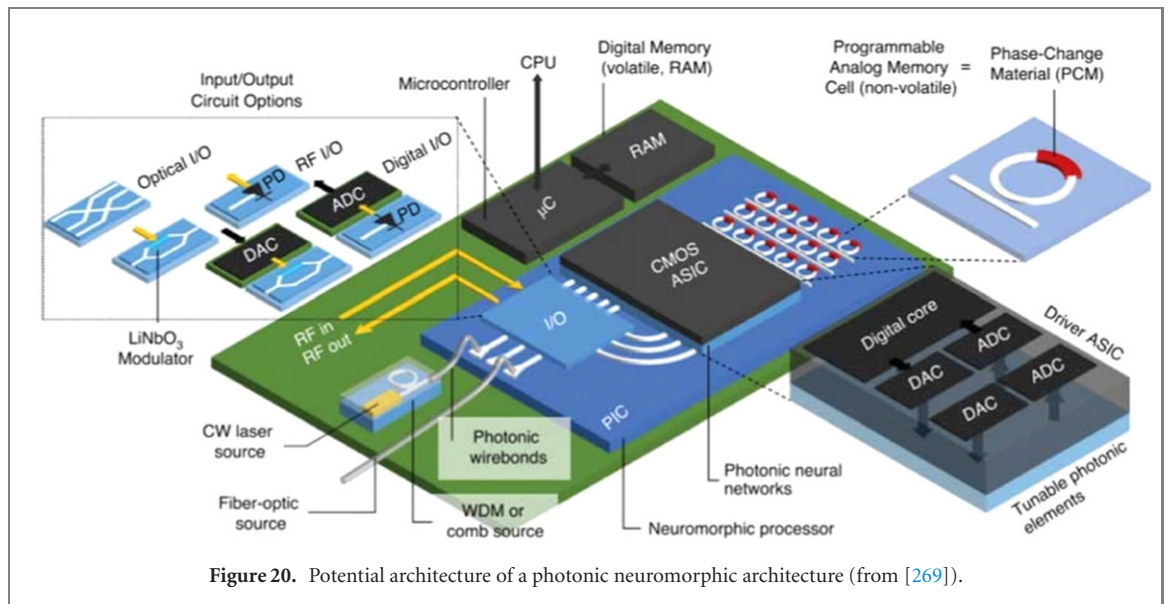 Input/Output
Circuit Options
Microcontroller
CPU
Digital Memory
(volatile, RAM)
Programmable
Analog Memory =
Cell (non-volatile)
Phase-Change
Material (PCM)
Optical I/O
RF I/O
Digital I/O
PD
ADC
PD
DAC
LiNbO3
Modulator
µC
RAM
CMOS
ASIC
RF in
RF out
I/O
PIC
Digital core
ADC
DAC
ADC
DAC
Driver ASIC
Tunable photonic
elements
CW laser
source
Photonic
wirebonds
Fiber-optic
source
WDM or
comb source
Photonic neural
networks
Neuromorphic processor
Figure 20. Potential architecture of a photonic neuromorphic architecture (from [269]).